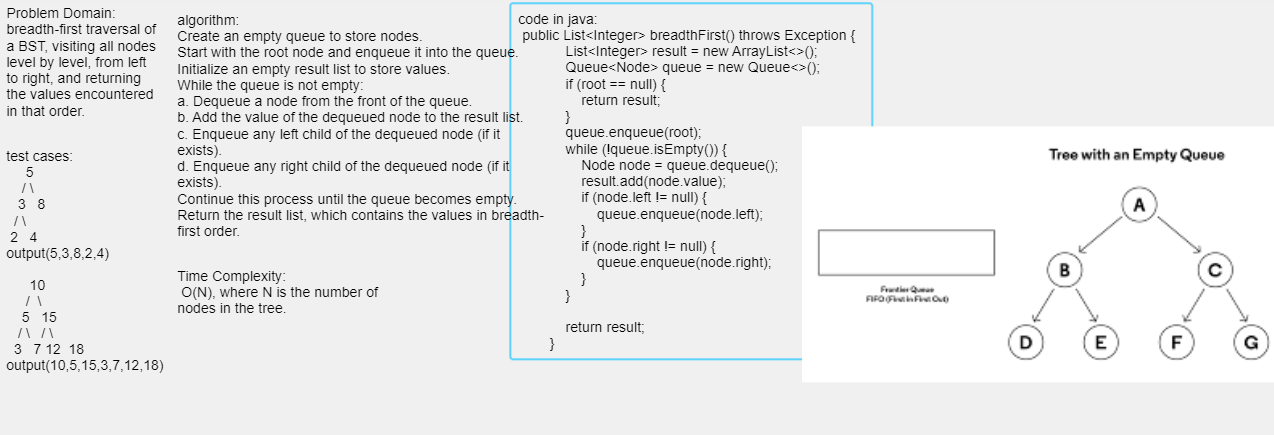 Problem Domain:
breadth-first traversal of
a BST, visiting all nodes
level by level, from left
to right, and returning
the values encountered
in that order.
test cases:
5
/ \
3 8
/ \
2 4
output(5,3,8,2,4)
10
/ \
5 15
/ \ / \
3 7 12 18
output(10,5,15,3,7,12,18)
algorithm:
Create an empty queue to store nodes.
Start with the root node and enqueue it into the queue.
Initialize an empty result list to store values.
While the queue is not empty:
a. Dequeue a node from the front of the queue.
b. Add the value of the dequeued node to the result list.
c. Enqueue any left child of the dequeued node (if it
exists).
d. Enqueue any right child of the dequeued node (if it
exists).
Continue this process until the queue becomes empty.
Return the result list, which contains the values in breadth-
first order.
Time Complexity:
O(N), where N is the number of
nodes in the tree.
code in java:
public List<Integer> breadthFirst() throws Exception {
List<Integer> result = new ArrayList<>();
Queue<Node> queue = new Queue<>();
if (root == null) {
return result;
}
queue.enqueue(root);
while (!queue.isEmpty()) {
Node node = queue.dequeue();
result.add(node.value);
if (node.left != null) {
queue.enqueue(node.left);
}
if (node.right != null) {
queue.enqueue(node.right);
}
}
return result;
}
Tree with an Empty Queue
A
B C
D E F G
Frontier Queue
FIFO (First in First Out)